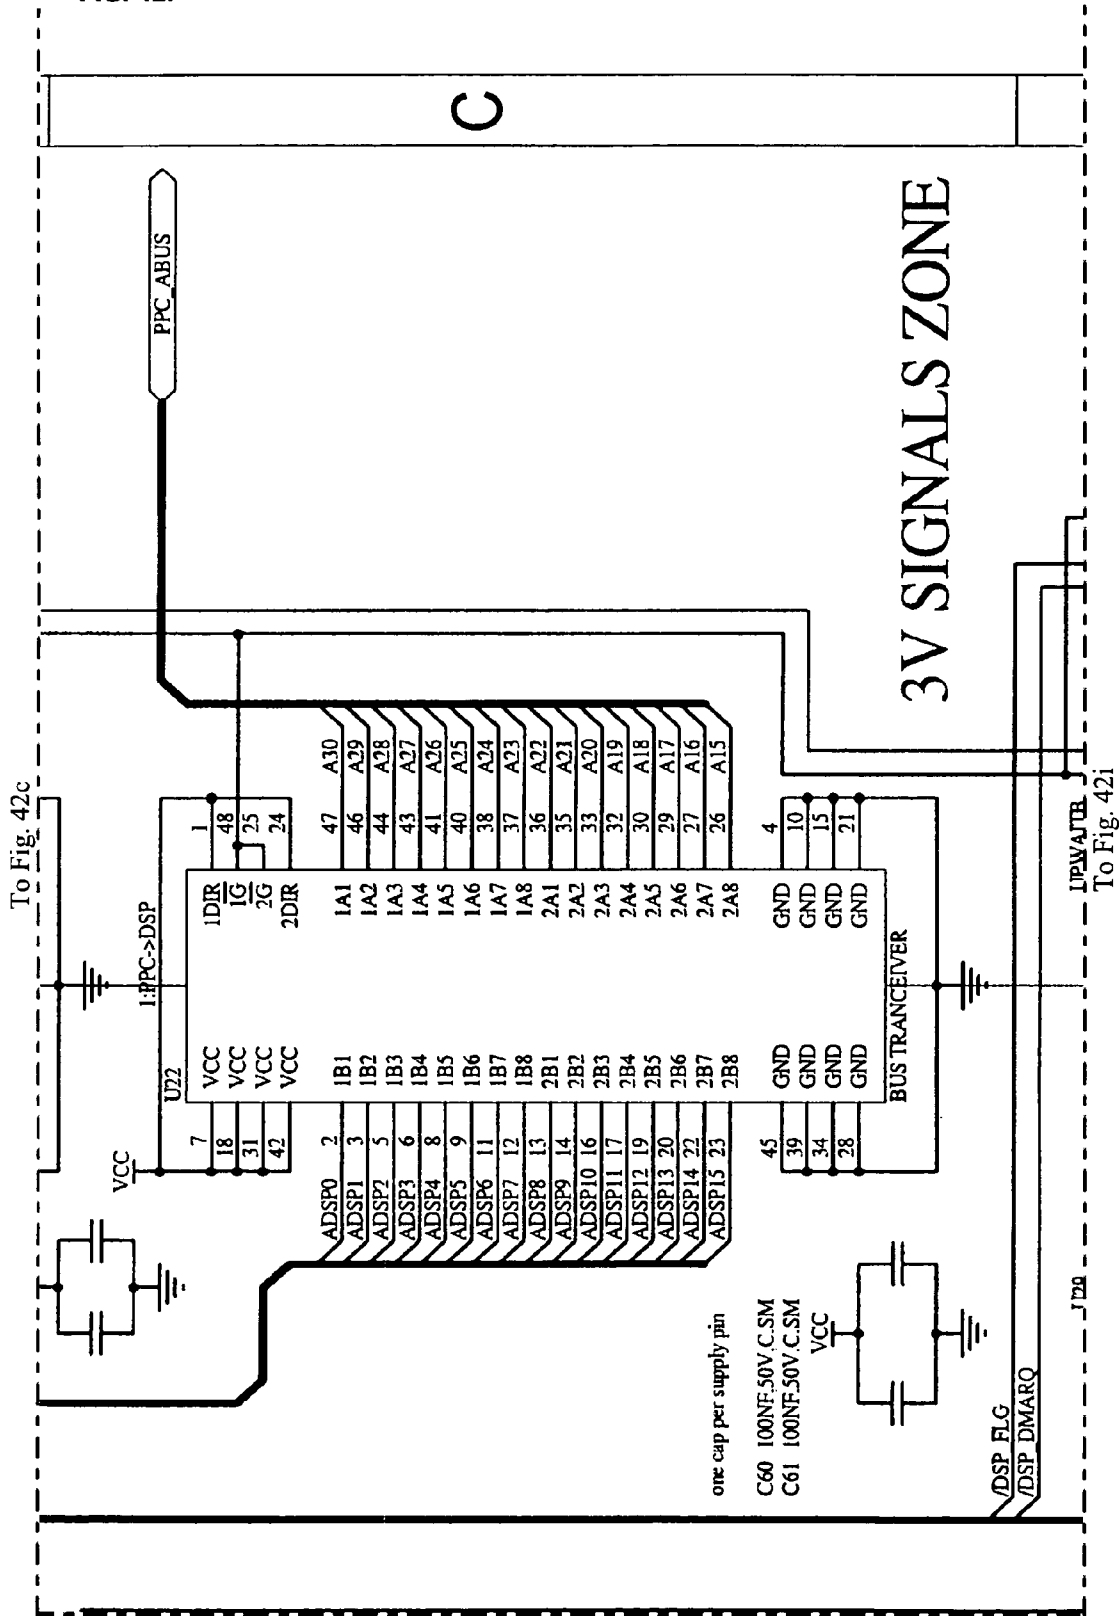 To Fig. 42c
C
PPC_ABUS
3V SIGNALS ZONE
1:PPC->DSP
U22
VCC
7 VCC 1DIR 1
18 VCC 1G 48
31 VCC 2G 25
42 VCC 2DIR 24
ADSP0 2 1B1 1A1 47 A30
ADSP1 3 1B2 1A2 46 A29
ADSP2 5 1B3 1A3 44 A28
ADSP3 6 1B4 1A4 43 A27
ADSP4 8 1B5 1A5 41 A26
ADSP5 9 1B6 1A6 40 A25
ADSP6 11 1B7 1A7 38 A24
ADSP7 12 1B8 1A8 37 A23
ADSP8 13 2B1 2A1 36 A22
ADSP9 14 2B2 2A2 35 A21
ADSP10 16 2B3 2A3 33 A20
ADSP11 17 2B4 2A4 32 A19
ADSP12 19 2B5 2A5 30 A18
ADSP13 20 2B6 2A6 29 A17
ADSP14 22 2B7 2A7 27 A16
ADSP15 23 2B8 2A8 26 A15
45 GND GND 4
39 GND GND 10
34 GND GND 15
28 GND GND 21
BUS TRANCEIVER
one cap per supply pin
C60 100NF.50V.C.SM
C61 100NF.50V.C.SM
VCC
/DSP_FLG
/DSP_DMARQ
To Fig. 42i